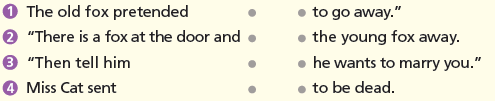 1 The old fox pretended to go away.”
2 “There is a fox at the door and the young fox away.
3 “Then tell him he wants to marry you.”
4 Miss Cat sent to be dead.